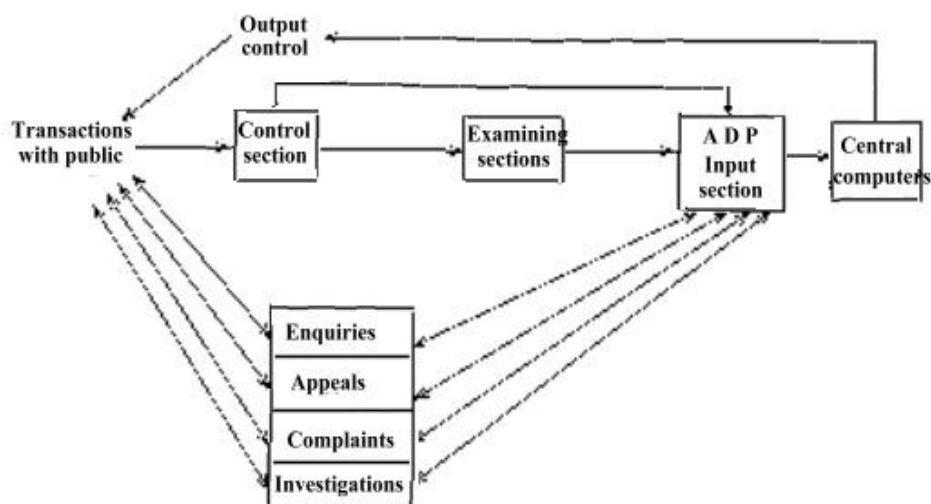 Output
control
Transactions
with public
Control
section
Examining
sections
A D P
Input
section
Central
computers
Enquiries
Appeals
Complaints
Investigations